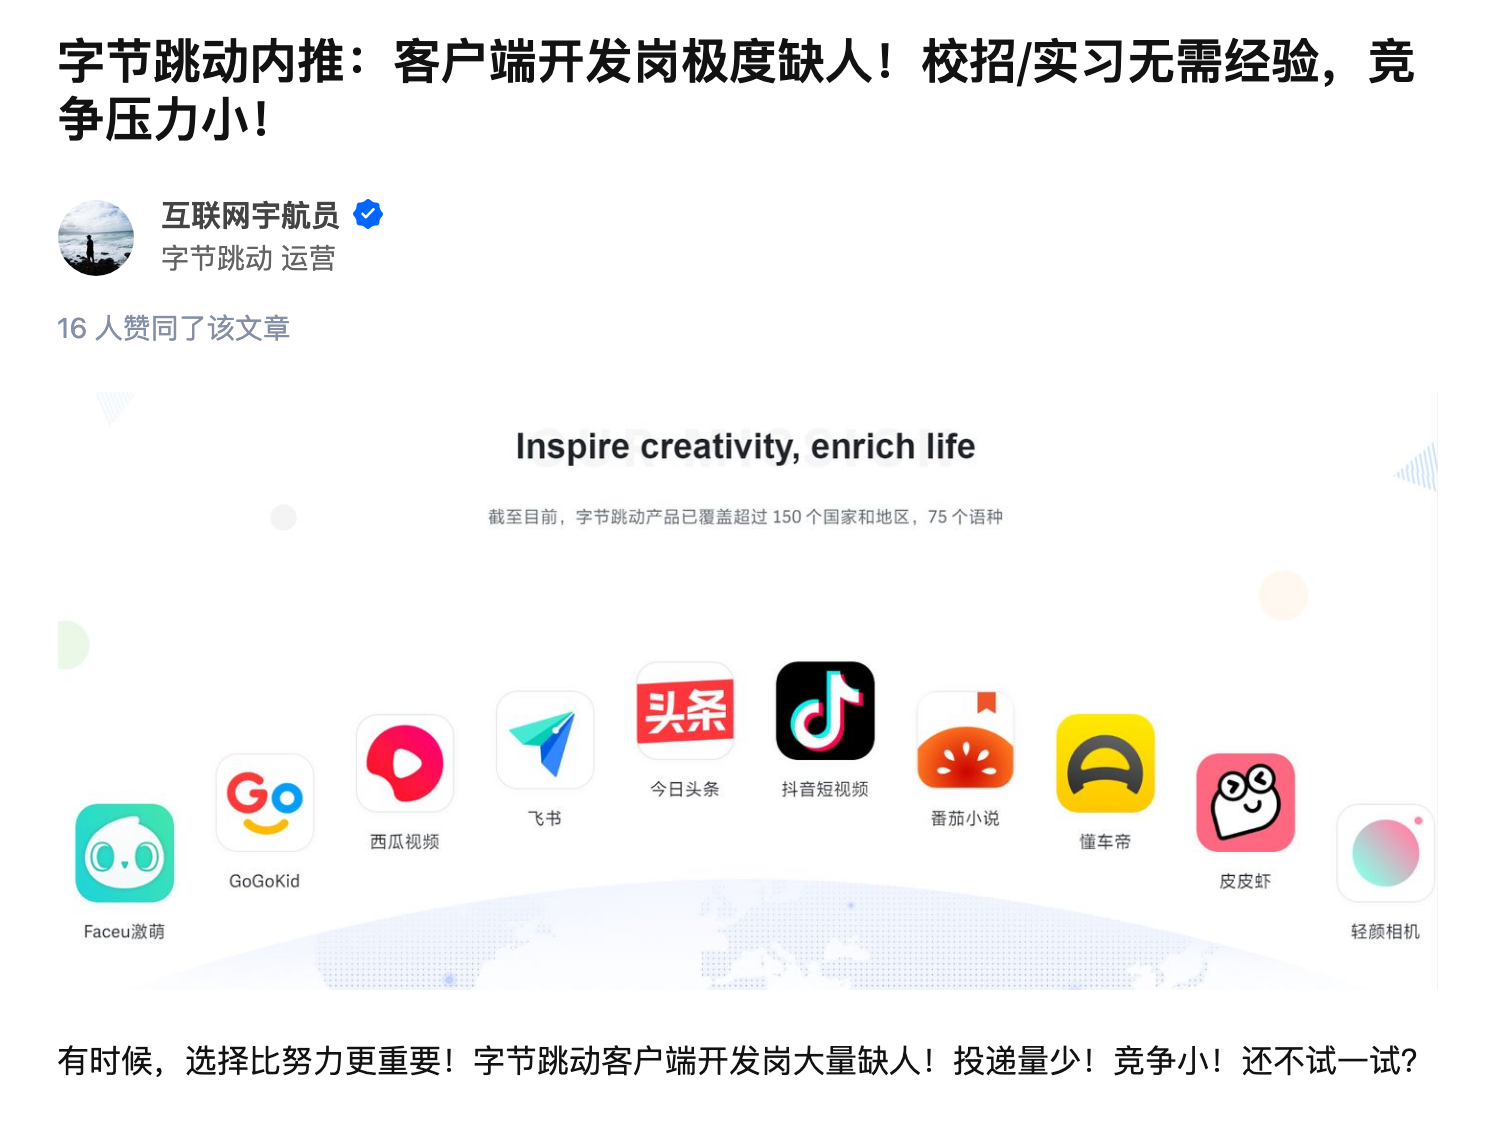 字节跳动内推：客户端开发岗极度缺人！校招/实习无需经验，竞
争压力小！
互联网宇航员
字节跳动 运营
16 人赞同了该文章
OUR MISSION
Inspire creativity, enrich life
截至目前，字节跳动产品已覆盖超过 150 个国家和地区，75 个语种
头条
今日头条
抖音短视频
飞书
番茄小说
西瓜视频
懂车帝
Go
GoGoKid
皮皮虾
Faceu激萌
轻颜相机
有时候，选择比努力更重要！字节跳动客户端开发岗大量缺人！投递量少！竞争小！还不试一试？